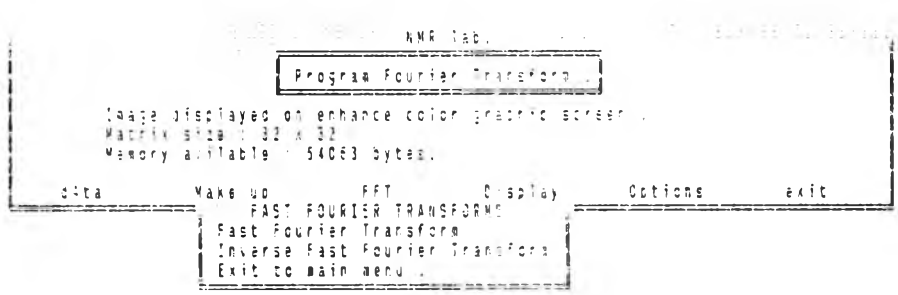 NMR Lab.
Program Fourier Transform .
Image displayed on enhance color graphic screen .
Matrix size : 32 x 32
Memory available : 54063 bytes.
data Make up FFT Display Options exit
FAST FOURIER TRANSFORMS
Fast Fourier Transform
Inverse Fast Fourier Transform
Exit to main menu .